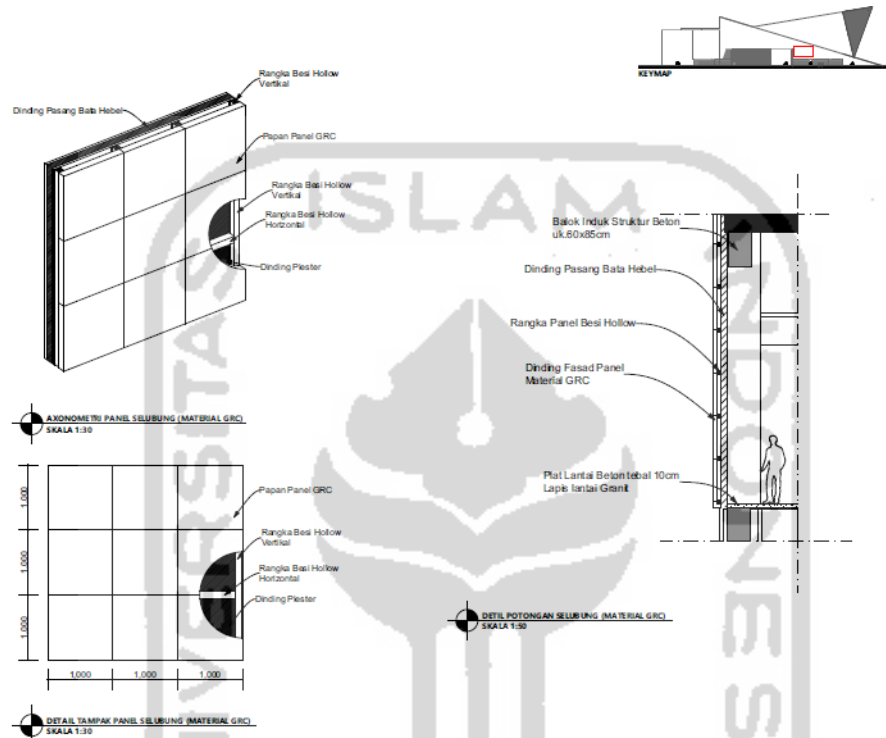 KEYMAP
Rangka Besi Hollow
Vertikal
Dinding Pasang Bata Hebel
Papan Panel GRC
Rangka Besi Hollow
Vertikal
Rangka Besi Hollow
Horizontal
Dinding Plester
AXONOMETRI PANEL SELUBUNG (MATERIAL GRC)
SKALA 1:30
1,000
1,000
1,000
Papan Panel GRC
Rangka Besi Hollow
Vertikal
Rangka Besi Hollow
Horizontal
Dinding Plester
1,000
1,000
1,000
DETAIL TAMPAK PANEL SELUBUNG (MATERIAL GRC)
SKALA 1:30
Balok Induk Struktur Beton
uk.60x85cm
Dinding Pasang Bata Hebel
Rangka Panel Besi Hollow
Dinding Fasad Panel
Material GRC
Plat Lantai Beton tebal 10cm
Lapis lantai Granit
DETIL POTONGAN SELUBUNG (MATERIAL GRC)
SKALA 1:50
UNIVERSITAS
ISLAM
INDONESIA